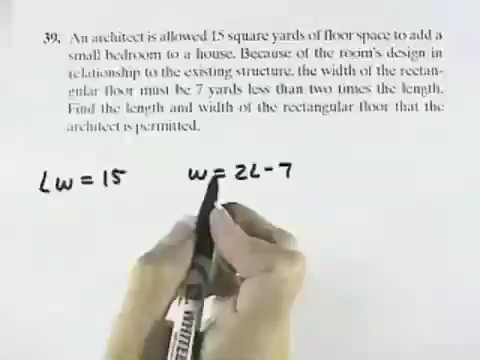 39. An architect is allowed 15 square yards of floor space to add a
small bedroom to a house. Because of the room's design in
relationship to the existing structure, the width of the rectan-
gular floor must be 7 yards less than two times the length.
Find the length and width of the rectangular floor that the
architect is permitted.
LW = 15 W = 2L - 7